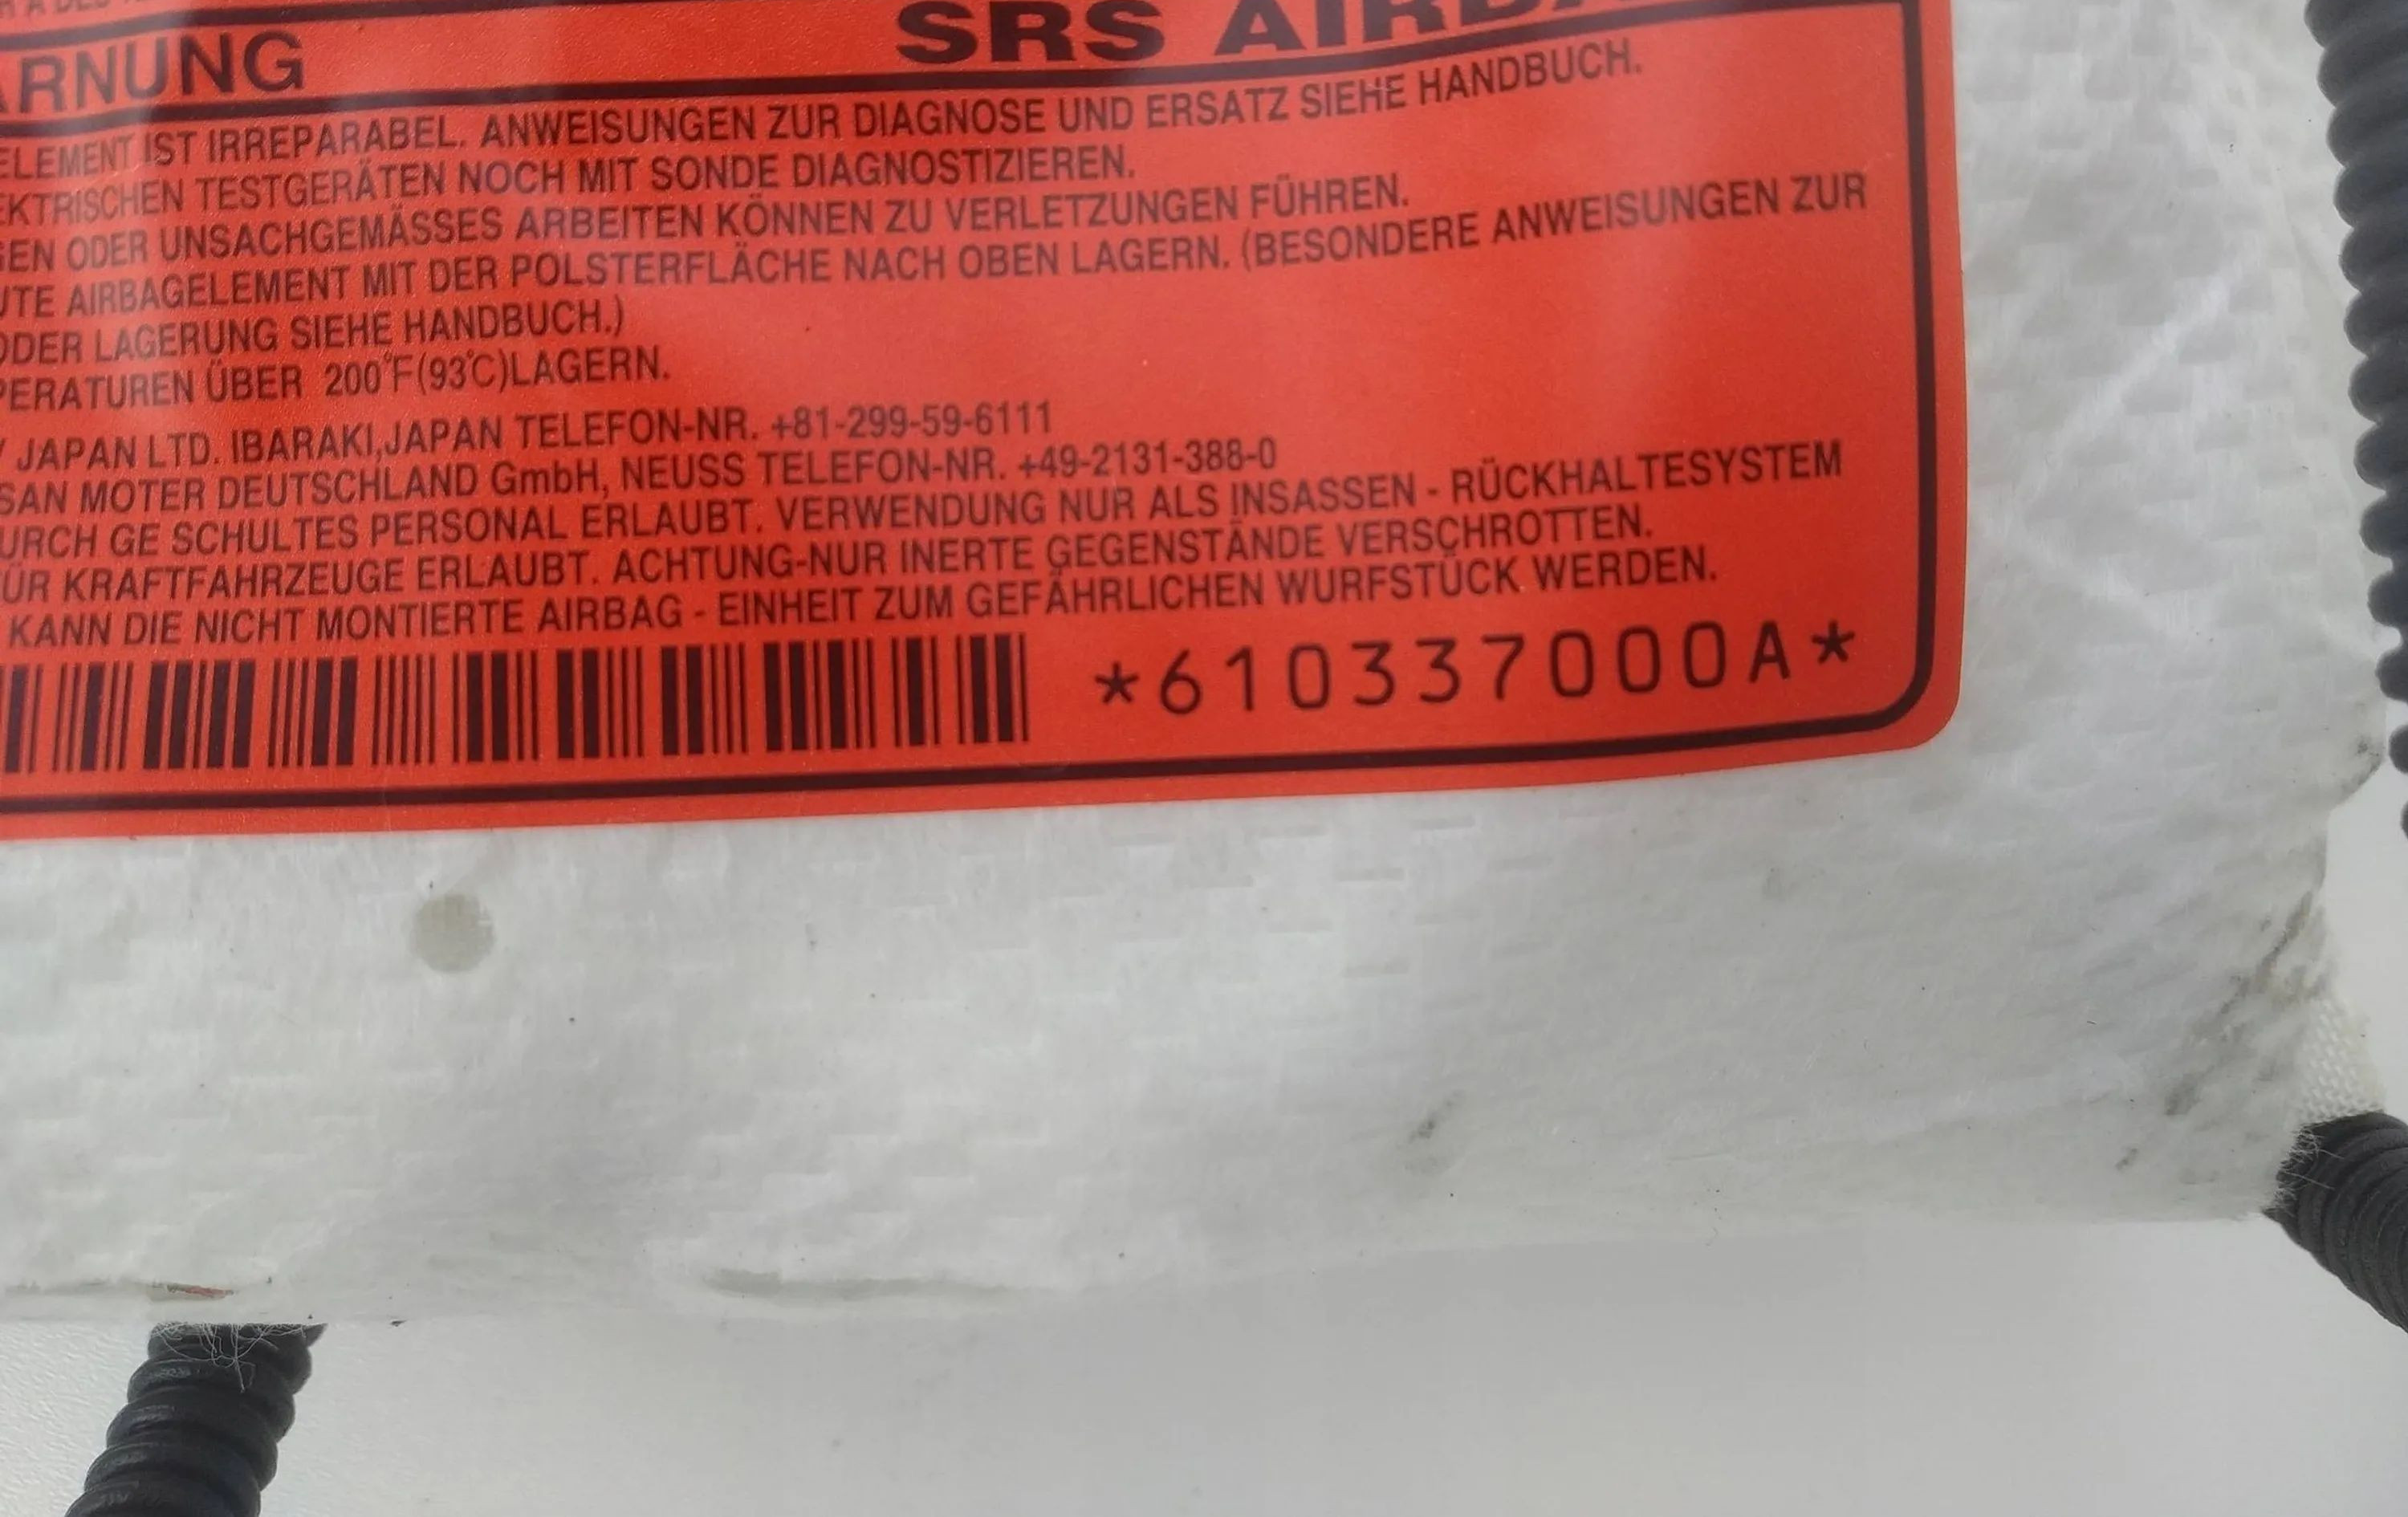 SRS
RNUNG
ELEMENT IST IRREPARABEL. ANWEISUNGEN ZUR DIAGNOSE UND ERSATZ SIEHE HANDBUCH.
EKTRISCHEN TESTGERÄTEN NOCH MIT SONDE DIAGNOSTIZIEREN.
GEN ODER UNSACHGEMÄSSES ARBEITEN KÖNNEN ZU VERLETZUNGEN FÜHREN.
UTE AIRBAGELEMENT MIT DER POLSTERFLÄCHE NACH OBEN LAGERN. (BESONDERE ANWEISUNGEN ZUR
ODER LAGERUNG SIEHE HANDBUCH.)
PERATUREN ÜBER 200°F(93°C)LAGERN.
JAPAN LTD. IBARAKI,JAPAN TELEFON-NR. +81-299-59-6111
SAN MOTER DEUTSCHLAND GmbH, NEUSS TELEFON-NR. +49-2131-388-0
URCH GE SCHULTES PERSONAL ERLAUBT. VERWENDUNG NUR ALS INSASSEN - RÜCKHALTESYSTEM
ÜR KRAFTFAHRZEUGE ERLAUBT. ACHTUNG-NUR INERTE GEGENSTÄNDE VERSCHROTTEN.
KANN DIE NICHT MONTIERTE AIRBAG - EINHEIT ZUM GEFÄHRLICHEN WURFSTÜCK WERDEN.
*610337000A*